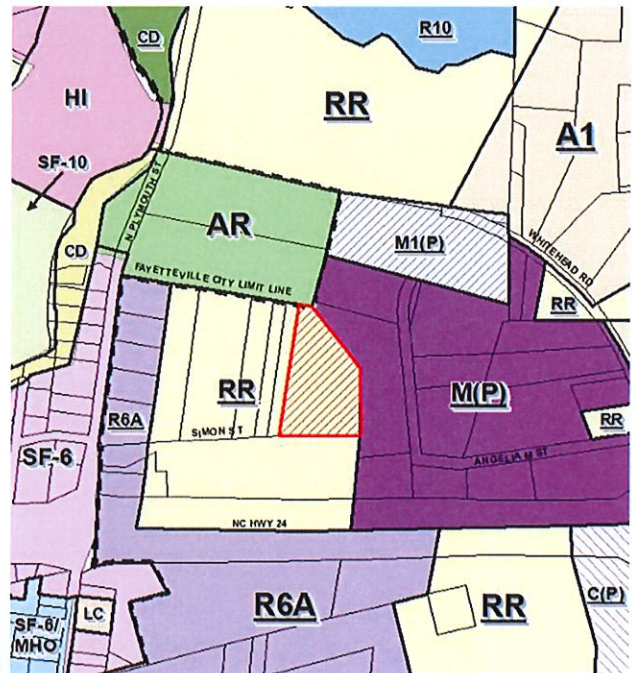 CD
R10
HI
RR
A1
SF-10
N PLYMOUTH ST
AR
M1(P)
WHITEHEAD RD
CD
FAYETTEVILLE CITY LIMIT LINE
RR
RR
M(P)
R6A
RR
SIMON ST
SF-6
ANGELIA M ST
NC HWY 24
R6A
RR
C(P)
LC
SF-6/
MHO